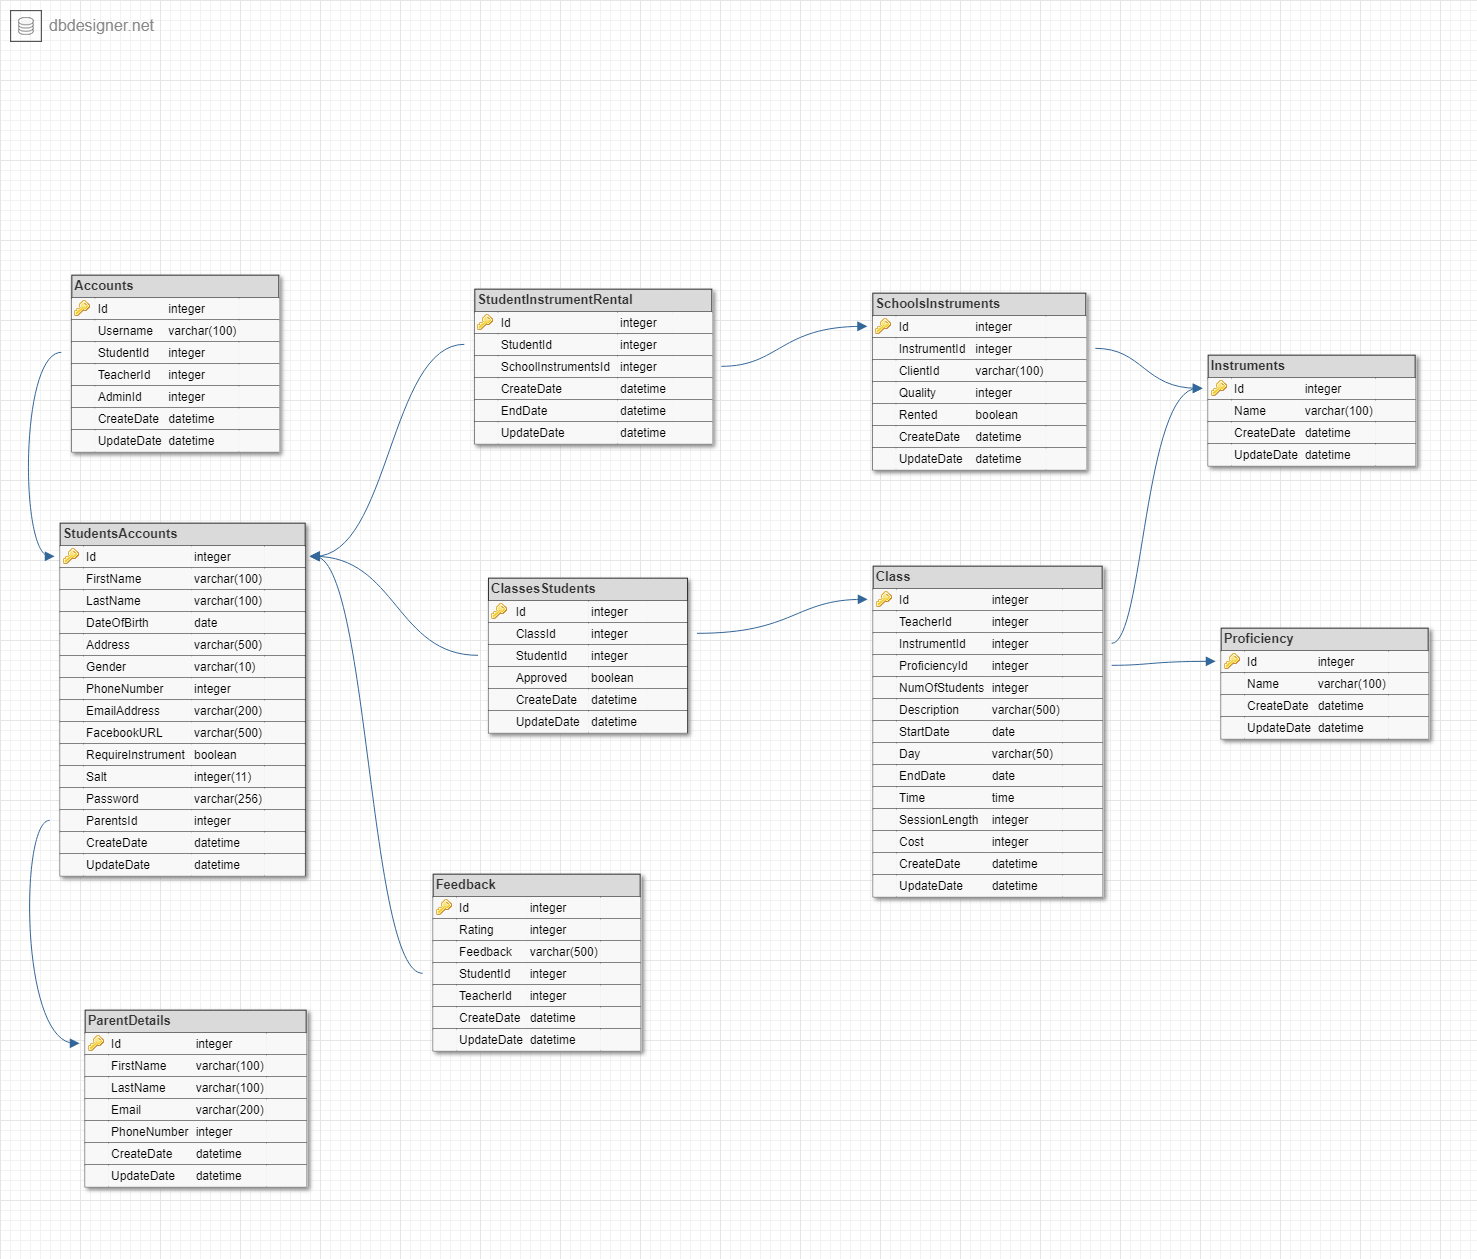 dbdesigner.net
Accounts
Id integer
Username varchar(100)
StudentId integer
TeacherId integer
AdminId integer
CreateDate datetime
UpdateDate datetime
StudentInstrumentRental
Id integer
StudentId integer
SchoolInstrumentsId integer
CreateDate datetime
EndDate datetime
UpdateDate datetime
SchoolsInstruments
Id integer
InstrumentId integer
ClientId varchar(100)
Quality integer
Rented boolean
CreateDate datetime
UpdateDate datetime
Instruments
Id integer
Name varchar(100)
CreateDate datetime
UpdateDate datetime
StudentsAccounts
Id integer
FirstName varchar(100)
LastName varchar(100)
DateOfBirth date
Address varchar(500)
Gender varchar(10)
PhoneNumber integer
EmailAddress varchar(200)
FacebookURL varchar(500)
RequireInstrument boolean
Salt integer(11)
Password varchar(256)
ParentsId integer
CreateDate datetime
UpdateDate datetime
ClassesStudents
Id integer
ClassId integer
StudentId integer
Approved boolean
CreateDate datetime
UpdateDate datetime
Class
Id integer
TeacherId integer
InstrumentId integer
ProficiencyId integer
NumOfStudents integer
Description varchar(500)
StartDate date
Day varchar(50)
EndDate date
Time time
SessionLength integer
Cost integer
CreateDate datetime
UpdateDate datetime
Proficiency
Id integer
Name varchar(100)
CreateDate datetime
UpdateDate datetime
Feedback
Id integer
Rating integer
Feedback varchar(500)
StudentId integer
TeacherId integer
CreateDate datetime
UpdateDate datetime
ParentDetails
Id integer
FirstName varchar(100)
LastName varchar(100)
Email varchar(200)
PhoneNumber integer
CreateDate datetime
UpdateDate datetime